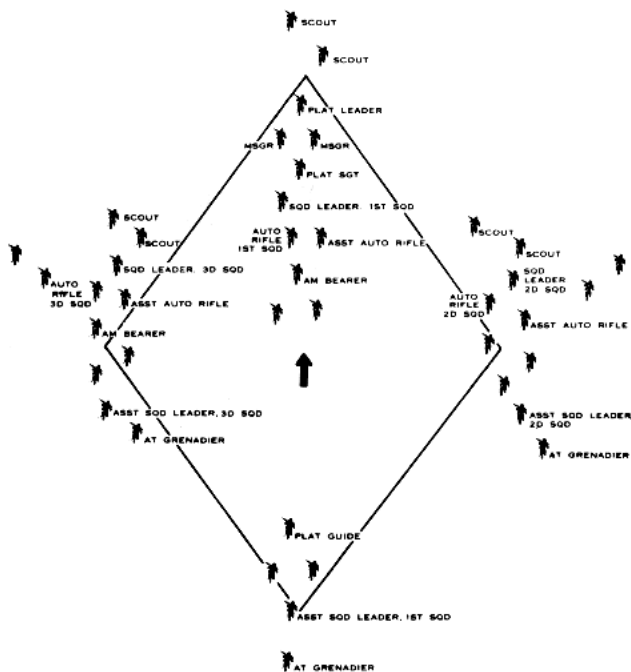 SCOUT
SCOUT
PLAT LEADER
MSGR
MSGR
PLAT SGT
SQD LEADER, 1ST SQD
AUTO
RIFLE
1ST SQD
ASST AUTO RIFLE
AM BEARER
SCOUT
SCOUT
SQD LEADER, 3D SQD
AUTO
RIFLE
3D SQD
ASST AUTO RIFLE
AM BEARER
ASST SQD LEADER, 3D SQD
AT GRENADIER
SCOUT
SCOUT
SQD
LEADER
2D SQD
AUTO
RIFLE
2D SQD
ASST AUTO RIFLE
ASST SQD LEADER
2D SQD
AT GRENADIER
PLAT GUIDE
ASST SQD LEADER, 1ST SQD
AT GRENADIER